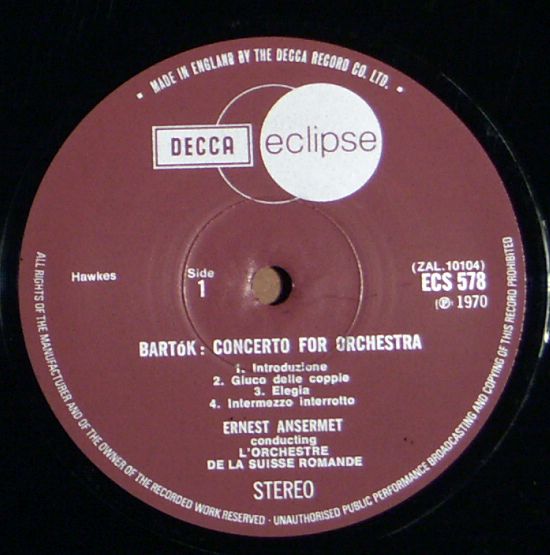 • MADE IN ENGLAND BY THE DECCA RECORD CO. LTD. •
DECCA eclipse
Hawkes
Side
1
(ZAL.10104)
ECS 578
℗ 1970
BARTóK: CONCERTO FOR ORCHESTRA
1. Introduzione
2. Giuco delle coppie
3. Elegia
4. Intermezzo interrotto
ERNEST ANSERMET
conducting
L'ORCHESTRE
DE LA SUISSE ROMANDE
STEREO
ALL RIGHTS OF THE MANUFACTURER AND OF THE OWNER OF THE RECORDED WORK RESERVED · UNAUTHORISED PUBLIC PERFORMANCE BROADCASTING AND COPYING OF THIS RECORD PROHIBITED